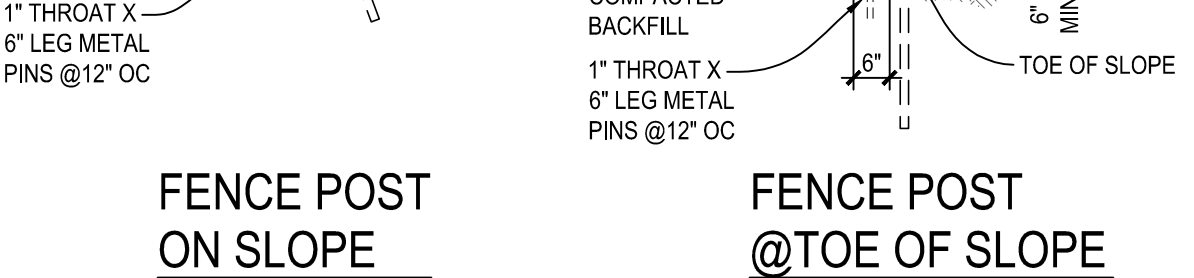 1" THROAT X
6" LEG METAL
PINS @12" OC
FENCE POST
ON SLOPE
COMPACTED
BACKFILL
1" THROAT X
6" LEG METAL
PINS @12" OC
6"
6"
MIN
TOE OF SLOPE
FENCE POST
@TOE OF SLOPE